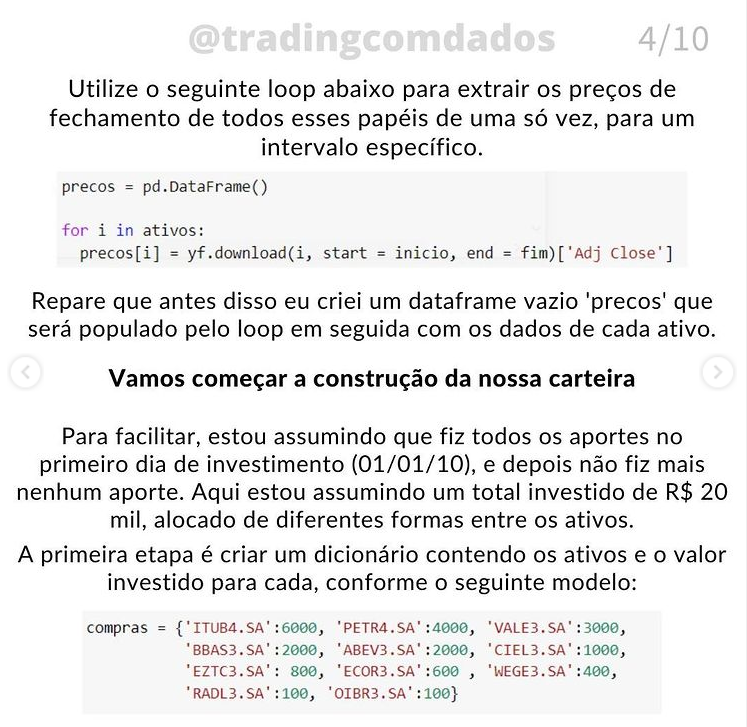 @tradingcomdados
4/10
Utilize o seguinte loop abaixo para extrair os preços de
fechamento de todos esses papéis de uma só vez, para um
intervalo específico.
precos = pd.DataFrame()
for i in ativos:
precos[i] = yf.download(i, start = inicio, end = fim)['Adj Close']
Repare que antes disso eu criei um dataframe vazio 'precos' que
será populado pelo loop em seguida com os dados de cada ativo.
Vamos começar a construção da nossa carteira
Para facilitar, estou assumindo que fiz todos os aportes no
primeiro dia de investimento (01/01/10), e depois não fiz mais
nenhum aporte. Aqui estou assumindo um total investido de R$ 20
mil, alocado de diferentes formas entre os ativos.
A primeira etapa é criar um dicionário contendo os ativos e o valor
investido para cada, conforme o seguinte modelo:
compras = {'ITUB4.SA':6000, 'PETR4.SA':4000, 'VALE3.SA':3000,
'BBAS3.SA':2000, 'ABEV3.SA':2000, 'CIEL3.SA':1000,
'EZTC3.SA': 800, 'ECOR3.SA':600 , 'WEGE3.SA':400,
'RADL3.SA':100, 'OIBR3.SA':100}